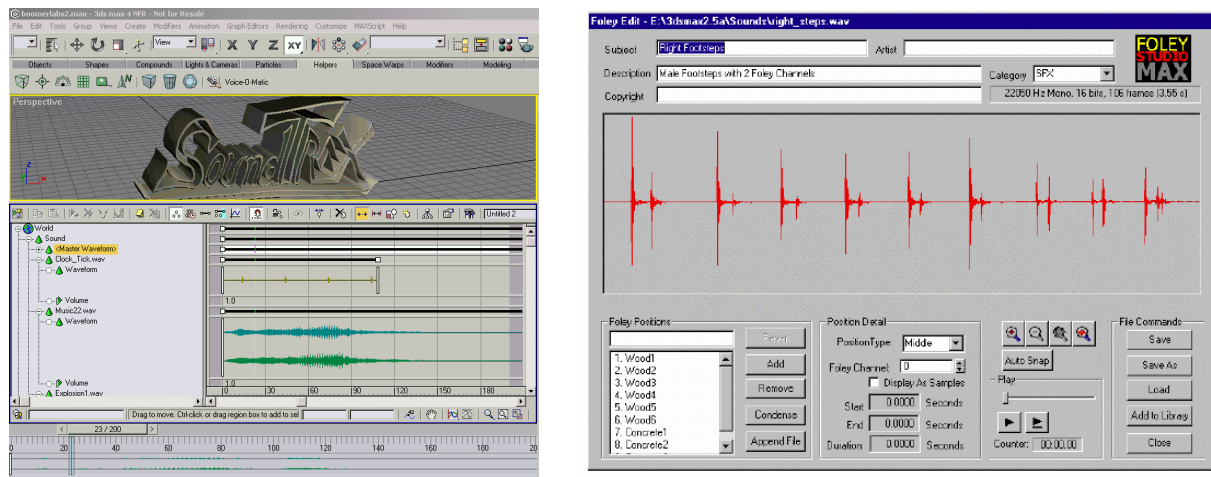 boomerlabs2.max - 3ds max 4 NFR - Not for Resale
File Edit Tools Group Views Create Modifiers Animation Graph Editors Rendering Customize MAXScript Help
View X Y Z XY
Objects Shapes Compounds Lights & Cameras Particles Helpers Space Warps Modifiers Modeling
Voice-O-Matic
Perspective
z
y x
SoundTrax
Untitled 2
World
Sound
<Master Waveform>
Clock_Tick.wav
Waveform
Volume 1.0
Music22.wav
Waveform
Volume 1.0
Explosion1.wav
0 30 60 90 120 150 180 200
Drag to move. Ctrl-click or drag region box to add to sel
< 23 / 200 >
0 20 40 60 80 100 120 140 160 180 20
Foley Edit - E:\3dsmax2.5a\Sounds\right_steps.wav
Subject Right Footsteps Artist
FOLEY STUDIO MAX
Description Male Footsteps with 2 Foley Channels Category SFX
Copyright 22050 Hz Mono, 16 bits, 106 frames (3.55 s)
Foley Positions
Add
Remove
Condense
Append File
1. Wood1
2. Wood2
3. Wood3
4. Wood4
5. Wood5
6. Wood6
7. Concrete1
8. Concrete2
Position Detail
PositionType: Middle
Foley Channel: 0
Display As Samples
Start 0.0000 Seconds
End 0.0000 Seconds
Duration: 0.0000 Seconds
Auto Snap
Play
Counter: 00:00.00
File Commands
Save
Save As
Load
Add to Library
Close